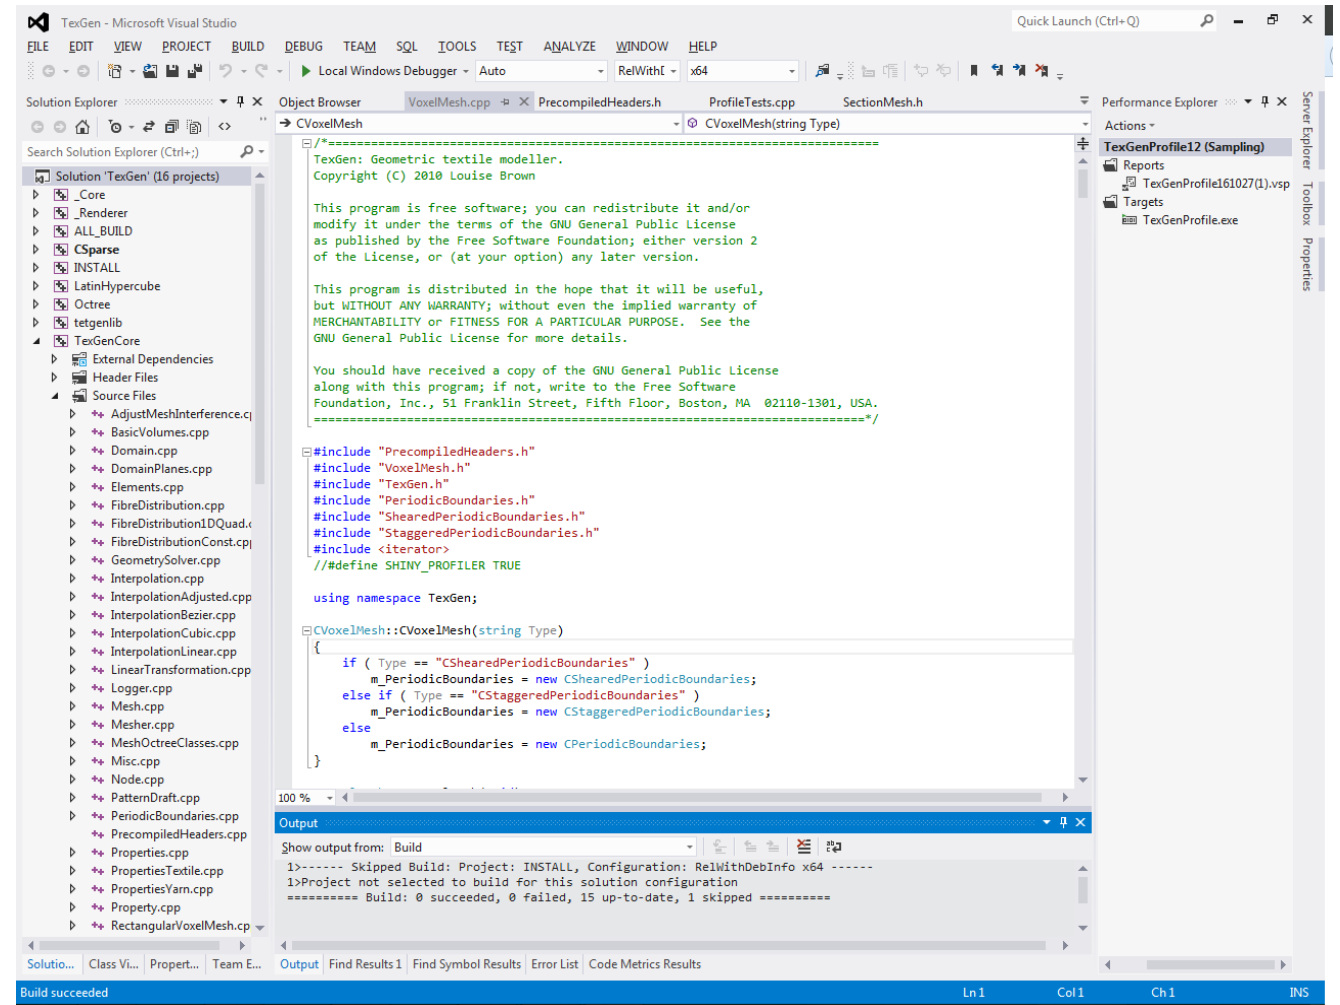 TexGen - Microsoft Visual Studio
Quick Launch (Ctrl+Q)
FILE EDIT VIEW PROJECT BUILD DEBUG TEAM SQL TOOLS TEST ANALYZE WINDOW HELP
Local Windows Debugger Auto RelWithD x64
Solution Explorer
Search Solution Explorer (Ctrl+;)
Solution 'TexGen' (16 projects)
_Core
_Renderer
ALL_BUILD
CSparse
INSTALL
LatinHypercube
Octree
tetgenlib
TexGenCore
External Dependencies
Header Files
Source Files
AdjustMeshInterference.c
BasicVolumes.cpp
Domain.cpp
DomainPlanes.cpp
Elements.cpp
FibreDistribution.cpp
FibreDistribution1DQuad.
FibreDistributionConst.cp
GeometrySolver.cpp
Interpolation.cpp
InterpolationAdjusted.cpp
InterpolationBezier.cpp
InterpolationCubic.cpp
InterpolationLinear.cpp
LinearTransformation.cpp
Logger.cpp
Mesh.cpp
Mesher.cpp
MeshOctreeClasses.cpp
Misc.cpp
Node.cpp
PatternDraft.cpp
PeriodicBoundaries.cpp
PrecompiledHeaders.cpp
Properties.cpp
PropertiesTextile.cpp
PropertiesYarn.cpp
Property.cpp
RectangularVoxelMesh.cp
Solutio... Class Vi... Propert... Team E...
Object Browser VoxelMesh.cpp PrecompiledHeaders.h ProfileTests.cpp SectionMesh.h
CVoxelMesh CVoxelMesh(string Type)
/*=============================================================================
TexGen: Geometric textile modeller.
Copyright (C) 2010 Louise Brown
This program is free software; you can redistribute it and/or
modify it under the terms of the GNU General Public License
as published by the Free Software Foundation; either version 2
of the License, or (at your option) any later version.
This program is distributed in the hope that it will be useful,
but WITHOUT ANY WARRANTY; without even the implied warranty of
MERCHANTABILITY or FITNESS FOR A PARTICULAR PURPOSE. See the
GNU General Public License for more details.
You should have received a copy of the GNU General Public License
along with this program; if not, write to the Free Software
Foundation, Inc., 51 Franklin Street, Fifth Floor, Boston, MA 02110-1301, USA.
=============================================================================*/
#include "PrecompiledHeaders.h"
#include "VoxelMesh.h"
#include "TexGen.h"
#include "PeriodicBoundaries.h"
#include "ShearedPeriodicBoundaries.h"
#include "StaggeredPeriodicBoundaries.h"
#include <iterator>
//#define SHINY_PROFILER TRUE
using namespace TexGen;
CVoxelMesh::CVoxelMesh(string Type)
{
if ( Type == "CShearedPeriodicBoundaries" )
m_PeriodicBoundaries = new CShearedPeriodicBoundaries;
else if ( Type == "CStaggeredPeriodicBoundaries" )
m_PeriodicBoundaries = new CStaggeredPeriodicBoundaries;
else
m_PeriodicBoundaries = new CPeriodicBoundaries;
}
100 %
Output
Show output from: Build
1>------ Skipped Build: Project: INSTALL, Configuration: RelWithDebInfo x64 ------
1>Project not selected to build for this solution configuration
========== Build: 0 succeeded, 0 failed, 15 up-to-date, 1 skipped ==========
Output Find Results 1 Find Symbol Results Error List Code Metrics Results
Performance Explorer
Actions
TexGenProfile12 (Sampling)
Reports
TexGenProfile161027(1).vsp
Targets
TexGenProfile.exe
Server Explorer
Toolbox
Properties
Build succeeded Ln 1 Col 1 Ch 1 INS